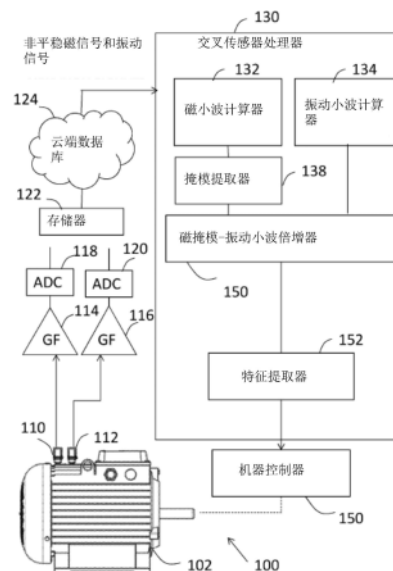 非平稳磁信号和振动
信号
130
交叉传感器处理器
132
134
磁小波计算器
振动小波计算
器
124
云端数据
库
掩模提取器
138
122
存储器
磁掩模-振动小波倍增
器
150
118
120
ADC
ADC
114
116
GF
GF
152
特征提取器
110
112
机器控制器
150
102
100